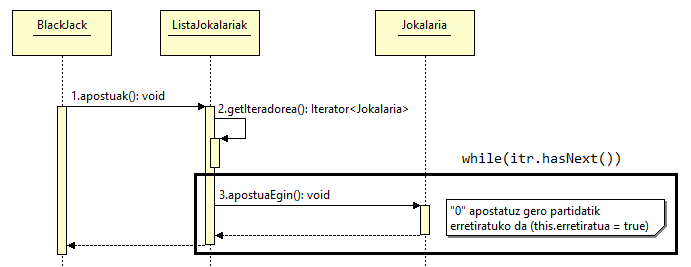 BlackJack
ListaJokalariak
Jokalaria
1.apostuak(): void
2.getIteradorea(): Iterator<Jokalaria>
while(itr.hasNext())
3.apostuaEgin(): void
"0" apostatuz gero partidatik
erretiratuko da (this.erretiratua = true)